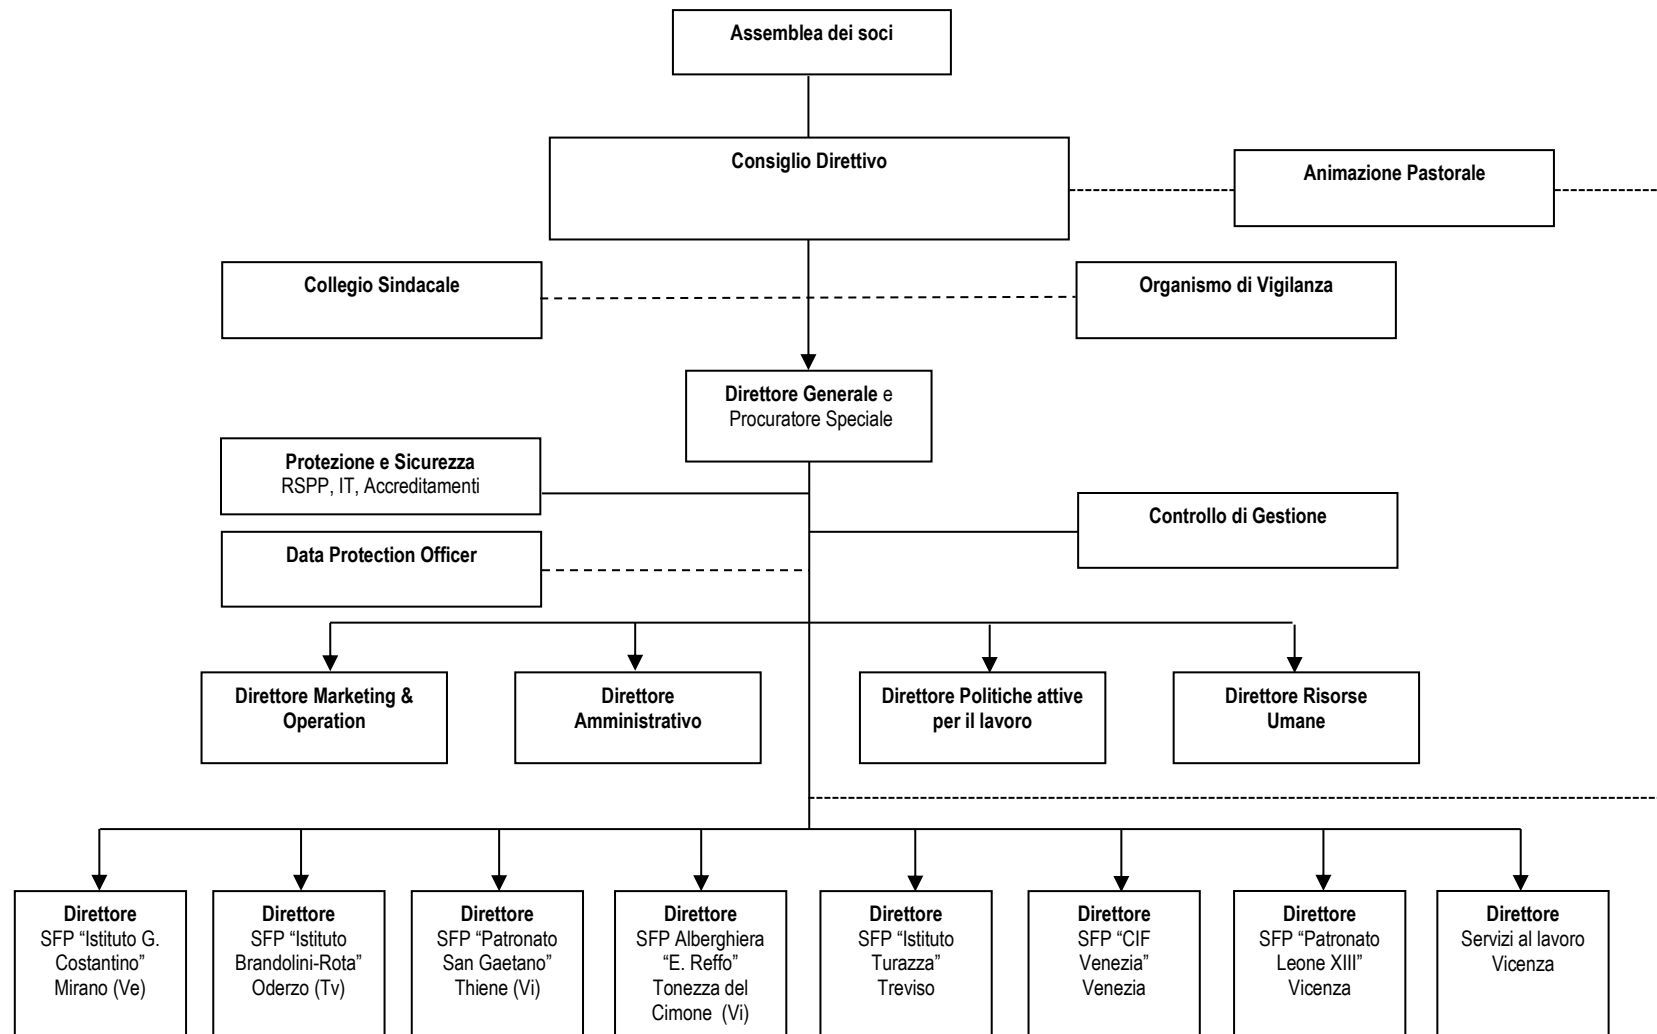 Assemblea dei soci
Consiglio Direttivo
Animazione Pastorale
Collegio Sindacale
Organismo di Vigilanza
Direttore Generale e
Procuratore Speciale
Protezione e Sicurezza
RSPP, IT, Accreditamenti
Controllo di Gestione
Data Protection Officer
Direttore Marketing &
Operation
Direttore
Amministrativo
Direttore Politiche attive
per il lavoro
Direttore Risorse
Umane
Direttore
SFP “Istituto G.
Costantino”
Mirano (Ve)
Direttore
SFP “Istituto
Brandolini-Rota”
Oderzo (Tv)
Direttore
SFP “Patronato
San Gaetano”
Thiene (Vi)
Direttore
SFP Alberghiera
“E. Reffo”
Tonezza del
Cimone (Vi)
Direttore
SFP “Istituto
Turazza”
Treviso
Direttore
SFP “CIF
Venezia”
Venezia
Direttore
SFP “Patronato
Leone XIII”
Vicenza
Direttore
Servizi al lavoro
Vicenza